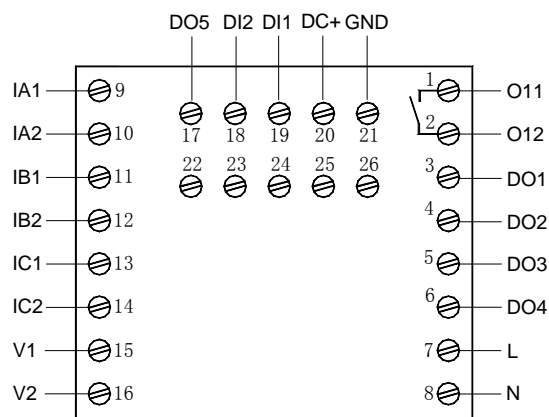 DO5 DI2 DI1 DC+ GND
IA1 9 1 O11
17 18 19 20 21
IA2 10 2 O12
22 23 24 25 26
IB1 11 3 DO1
IB2 12 4 DO2
IC1 13 5 DO3
IC2 14 6 DO4
V1 15 7 L
V2 16 8 N